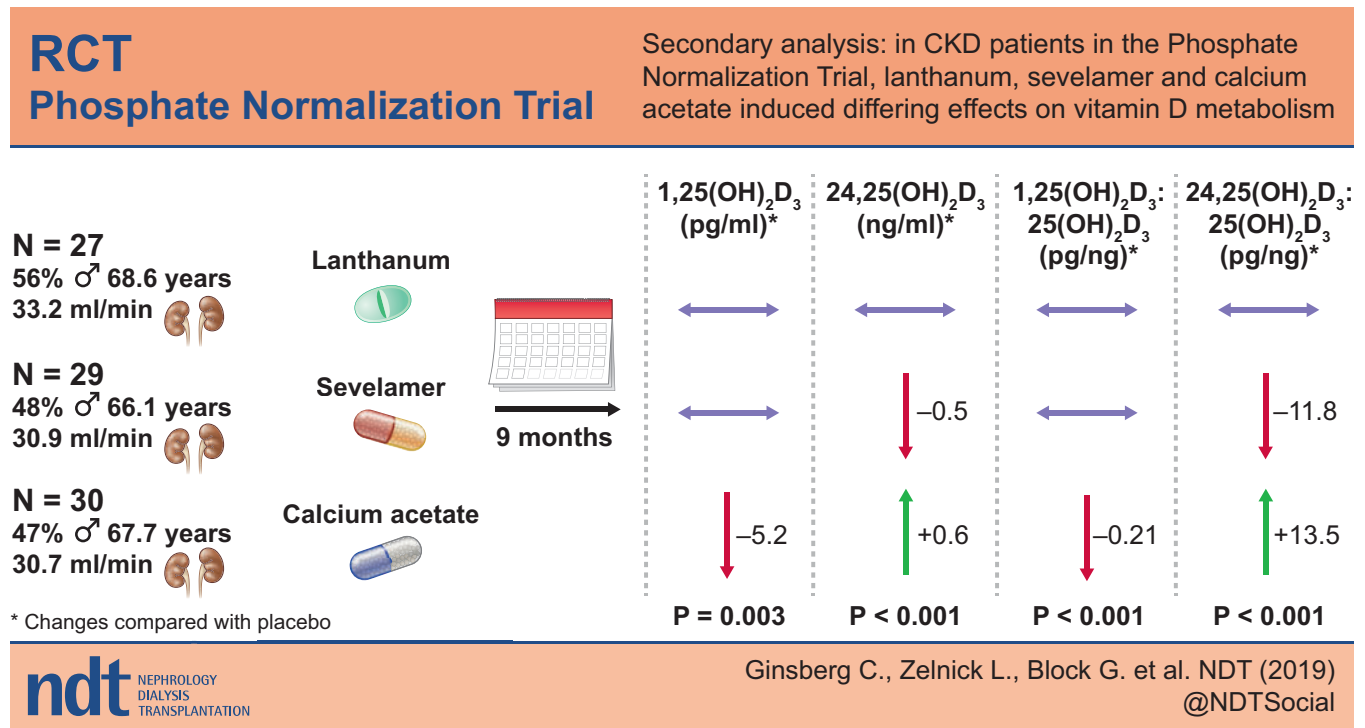 RCT
Phosphate Normalization Trial
Secondary analysis: in CKD patients in the Phosphate
Normalization Trial, lanthanum, sevelamer and calcium
acetate induced differing effects on vitamin D metabolism
1,25(OH)₂D₃
(pg/ml)*
24,25(OH)₂D₃
(ng/ml)*
1,25(OH)₂D₃:
25(OH)₂D₃
(pg/ng)*
24,25(OH)₂D₃:
25(OH)₂D₃
(pg/ng)*
N = 27
56% ♂ 68.6 years
33.2 ml/min
Lanthanum
N = 29
48% ♂ 66.1 years
30.9 ml/min
Sevelamer
9 months
–0.5
–11.8
N = 30
47% ♂ 67.7 years
30.7 ml/min
Calcium acetate
–5.2
+0.6
–0.21
+13.5
* Changes compared with placebo
P = 0.003
P < 0.001
P < 0.001
P < 0.001
ndt
NEPHROLOGY
DIALYSIS
TRANSPLANTATION
Ginsberg C., Zelnick L., Block G. et al. NDT (2019)
@NDTSocial